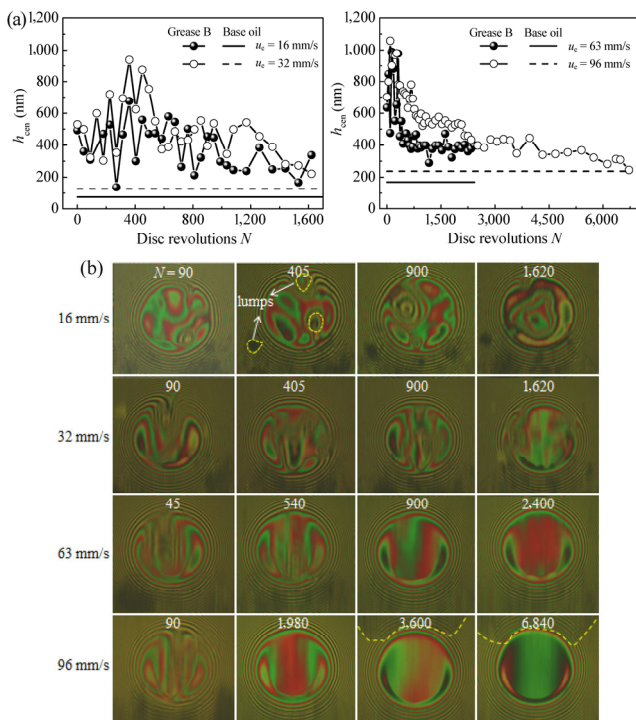 (a)
Grease B Base oil
uₑ = 16 mm/s
uₑ = 32 mm/s
1,200
1,000
800
600
400
200
0
h_cen (nm)
0 400 800 1,200 1,600
Disc revolutions N
Grease B Base oil
uₑ = 63 mm/s
uₑ = 96 mm/s
1,200
1,000
800
600
400
200
0
h_cen (nm)
0 1,500 3,000 4,500 6,000
Disc revolutions N
(b)
N = 90 405 900 1,620
lumps
16 mm/s
90 405 900 1,620
32 mm/s
45 540 900 2,400
63 mm/s
90 1,980 3,600 6,840
96 mm/s